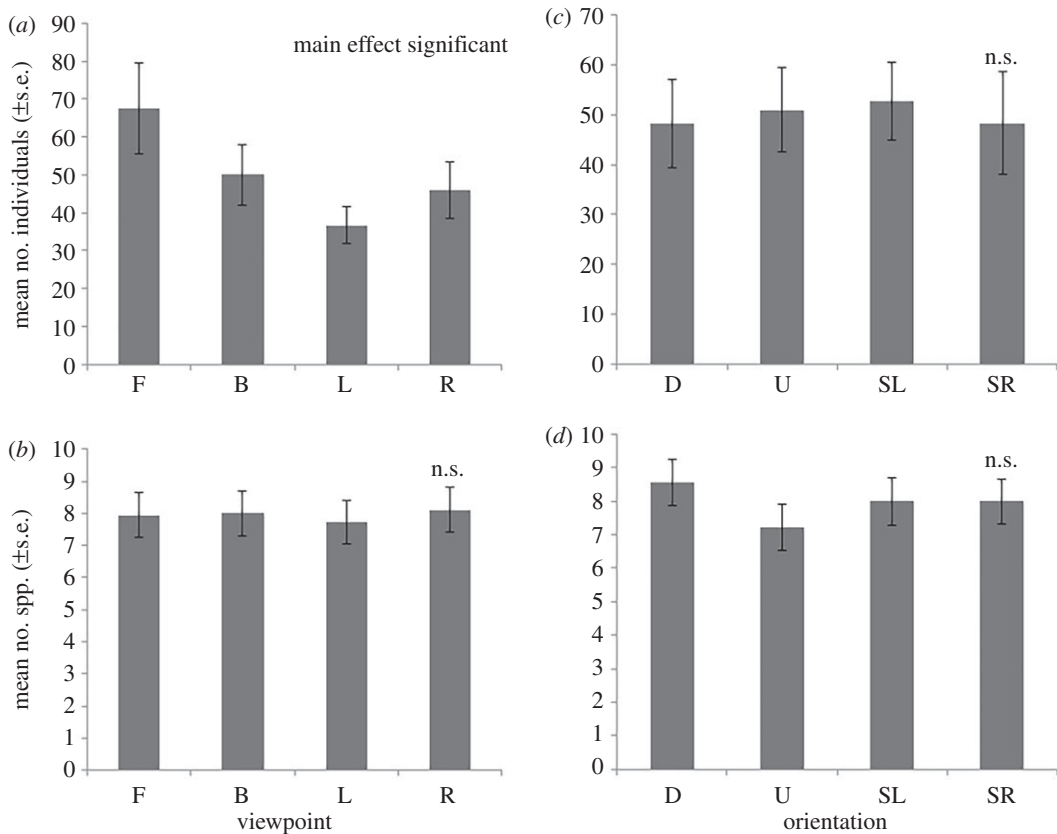 (a)
main effect significant
mean no. individuals (±s.e.)
90
80
70
60
50
40
30
20
10
0
F B L R
(c)
n.s.
70
60
50
40
30
20
10
0
D U SL SR
(b)
n.s.
mean no. spp. (±s.e.)
10
9
8
7
6
5
4
3
2
1
0
F B L R
viewpoint
(d)
n.s.
10
9
8
7
6
5
4
3
2
1
0
D U SL SR
orientation